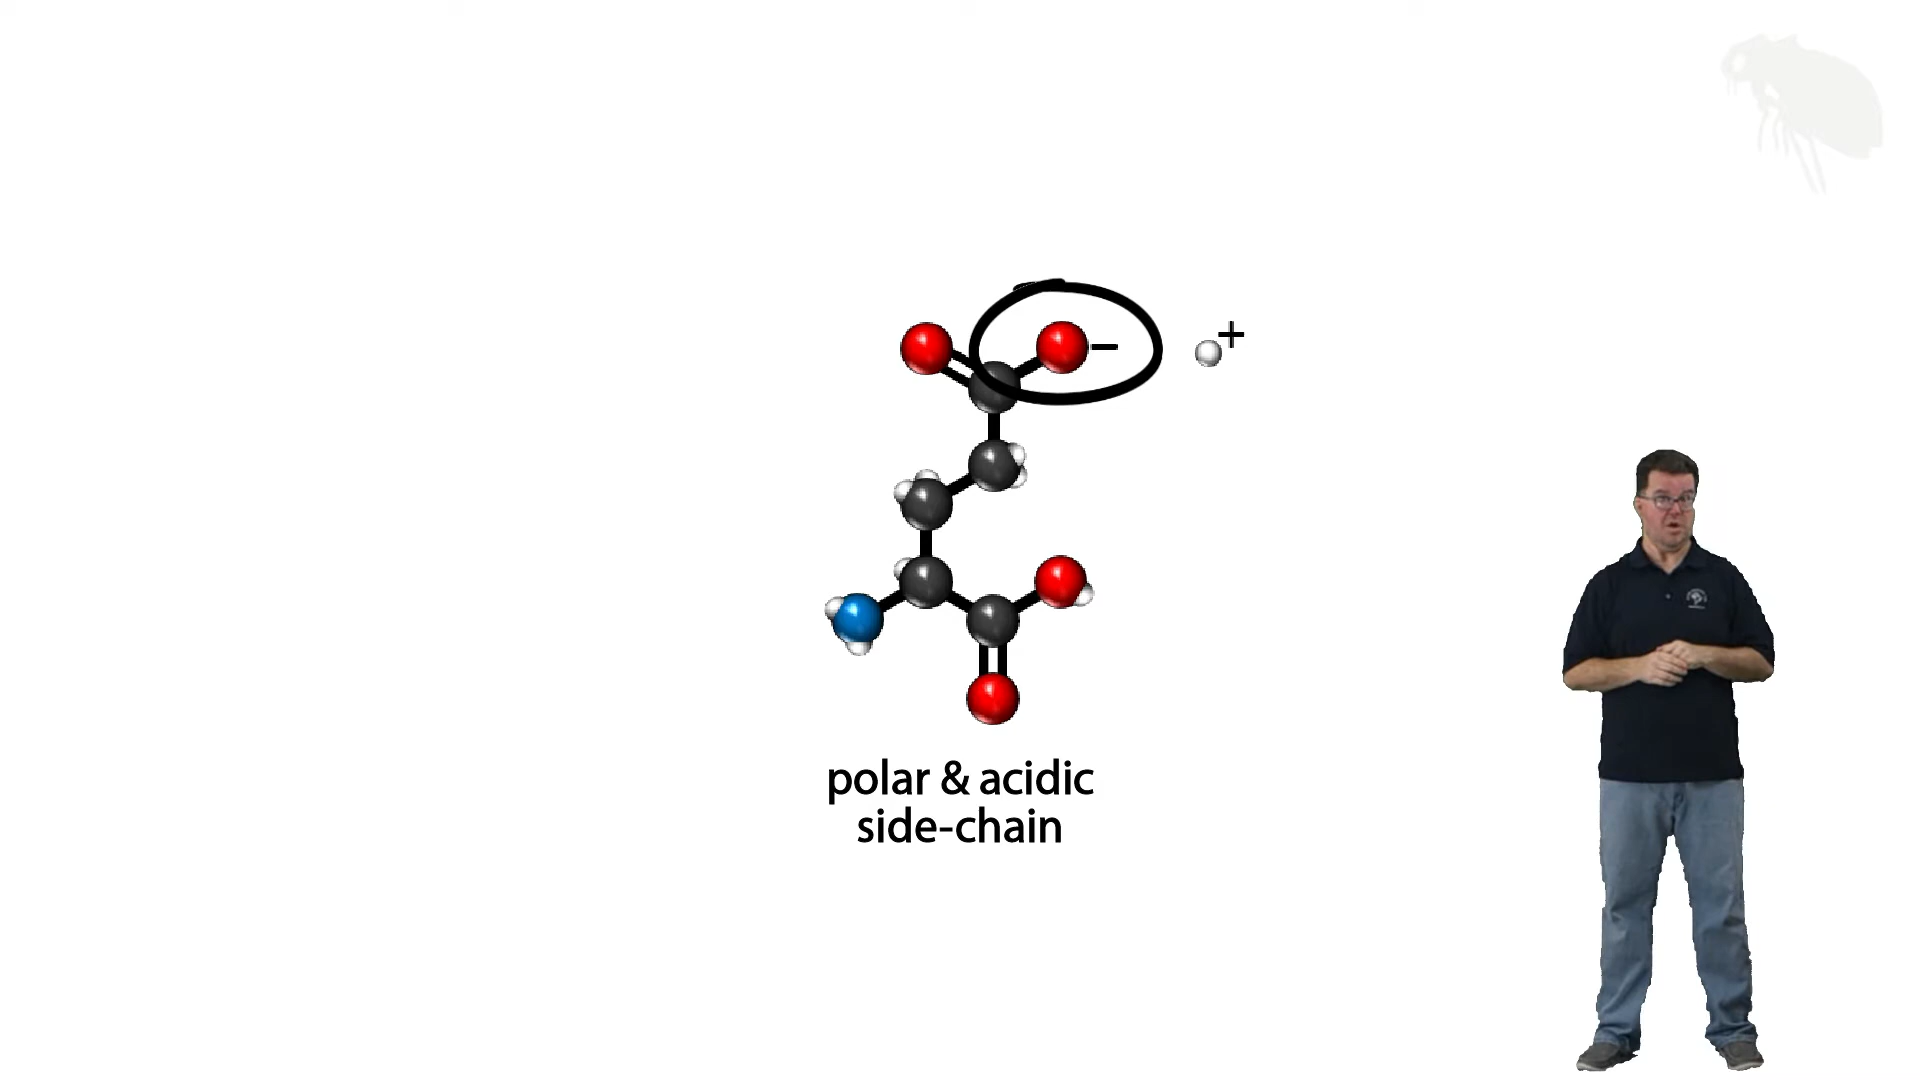 −
+
polar & acidic
side-chain